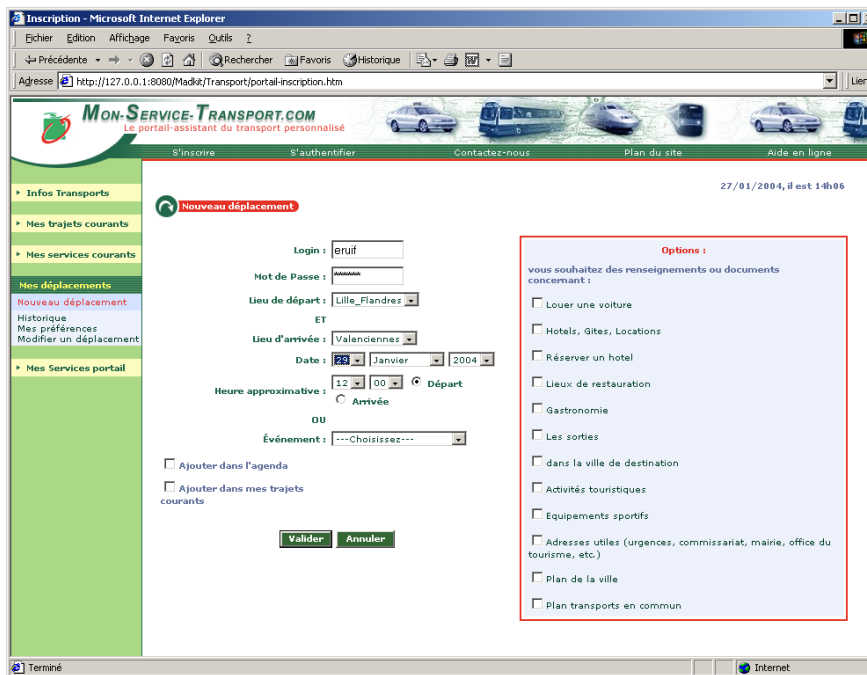 Inscription - Microsoft Internet Explorer
Fichier Edition Affichage Favoris Outils ?
Précédente Rechercher Favoris Historique
Adresse http://127.0.0.1:8080/Madkit/Transport/portail-inscription.htm Lien
MON-SERVICE-TRANSPORT.COM
Le portail-assistant du transport personnalisé
S'inscrire S'authentifier Contactez-nous Plan du site Aide en ligne
27/01/2004, il est 14h06
Infos Transports
Mes trajets courants
Mes services courants
Mes déplacements
Nouveau déplacement
Historique
Mes préférences
Modifier un déplacement
Mes Services portail
Nouveau déplacement
Login : eruif
Mot de Passe : ******
Lieu de départ : Lille_Flandres
ET
Lieu d'arrivée : Valenciennes
Date : 29 Janvier 2004
Heure approximative : 12 00 Départ
Arrivée
OU
Événement : ---Choisissez---
Ajouter dans l'agenda
Ajouter dans mes trajets
courants
Valider Annuler
Options :
vous souhaitez des renseignements ou documents
concernant :
Louer une voiture
Hotels, Gites, Locations
Réserver un hotel
Lieux de restauration
Gastronomie
Les sorties
dans la ville de destination
Activités touristiques
Equipements sportifs
Adresses utiles (urgences, commissariat, mairie, office du
tourisme, etc.)
Plan de la ville
Plan transports en commun
Terminé Internet